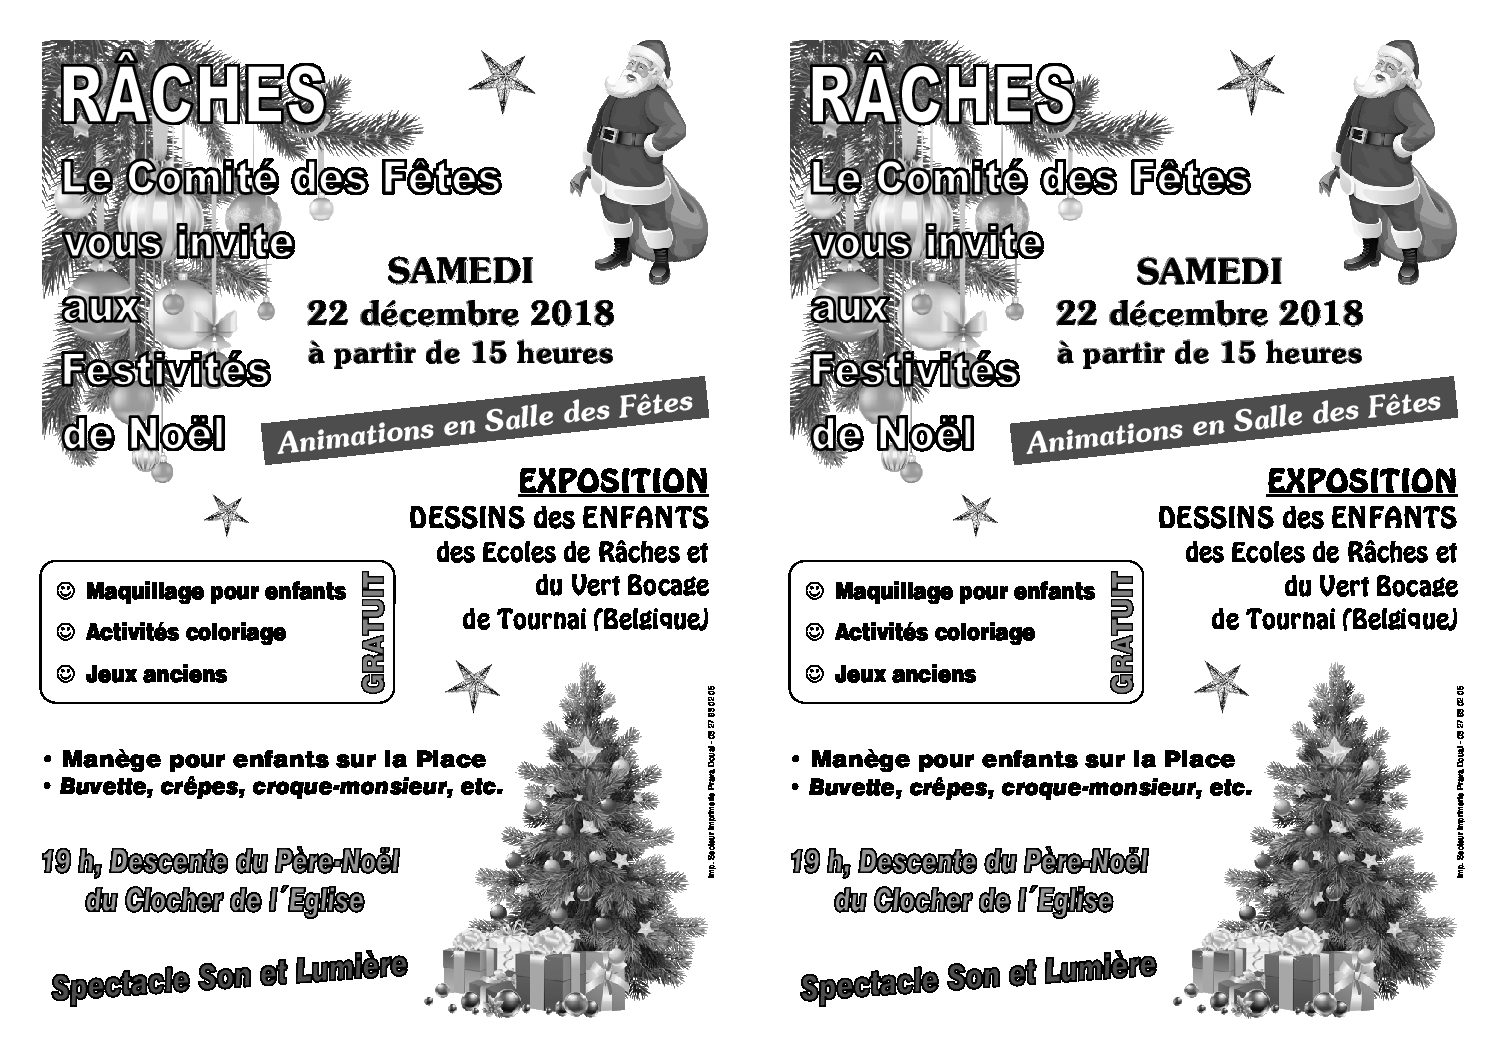 RÂCHES
Le Comité des Fêtes
vous invite
aux
Festivités
de Noël
SAMEDI
22 décembre 2018
à partir de 15 heures
Animations en Salle des Fêtes
EXPOSITION
DESSINS des ENFANTS
des Ecoles de Râches et
du Vert Bocage
de Tournai (Belgique)
☺ Maquillage pour enfants
☺ Activités coloriage
☺ Jeux anciens
GRATUIT
• Manège pour enfants sur la Place
• Buvette, crêpes, croque-monsieur, etc.
19 h, Descente du Père-Noël
du Clocher de l´Eglise
Spectacle Son et Lumière
RÂCHES
Le Comité des Fêtes
vous invite
aux
Festivités
de Noël
SAMEDI
22 décembre 2018
à partir de 15 heures
Animations en Salle des Fêtes
EXPOSITION
DESSINS des ENFANTS
des Ecoles de Râches et
du Vert Bocage
de Tournai (Belgique)
☺ Maquillage pour enfants
☺ Activités coloriage
☺ Jeux anciens
GRATUIT
• Manège pour enfants sur la Place
• Buvette, crêpes, croque-monsieur, etc.
19 h, Descente du Père-Noël
du Clocher de l´Eglise
Spectacle Son et Lumière